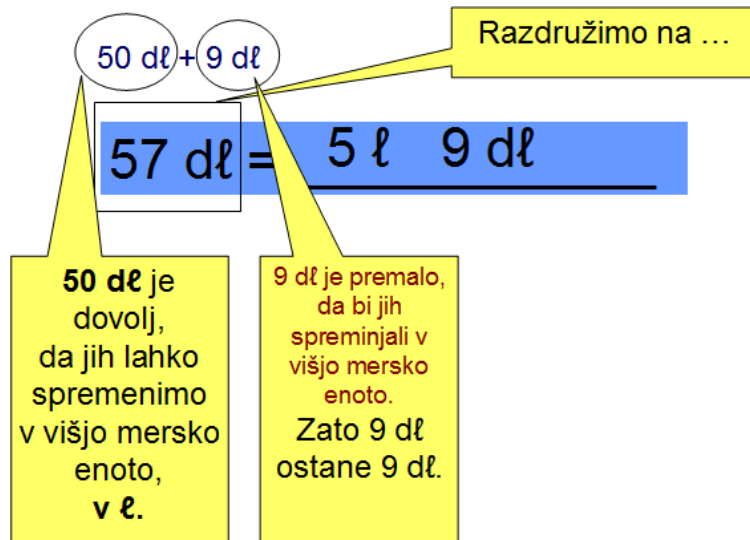 50 dℓ + 9 dℓ
Razdružimo na …
57 dℓ = 5 ℓ 9 dℓ
50 dℓ je
dovolj,
da jih lahko
spremenimo
v višjo mersko
enoto,
v ℓ.
9 dℓ je premalo,
da bi jih
spreminjali v
višjo mersko
enoto.
Zato 9 dℓ
ostane 9 dℓ.